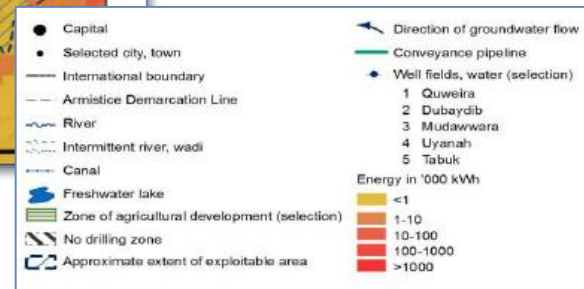 Capital
Selected city, town
International boundary
Armistice Demarcation Line
River
Intermittent river, wadi
Canal
Freshwater lake
Zone of agricultural development (selection)
No drilling zone
Approximate extent of exploitable area
Direction of groundwater flow
Conveyance pipeline
Well fields, water (selection)
1 Quweira
2 Dubaydib
3 Mudawwara
4 Uyanah
5 Tabuk
Energy in '000 kWh
<1
1-10
10-100
100-1000
>1000